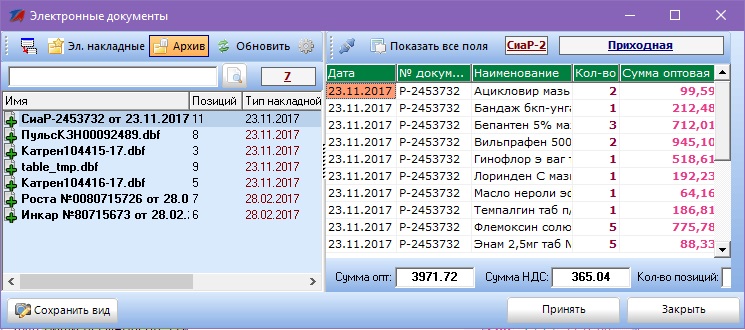 Электронные документы
Эл. накладные Архив Обновить Показать все поля СиаР-2 Приходная
7
Имя Позиций Тип накладной
СиаР-2453732 от 23.11.2017 11 23.11.2017
ПульсКЗН00092489.dbf 8 23.11.2017
Катрен104415-17.dbf 3 23.11.2017
table_tmp.dbf 9 23.11.2017
Катрен104416-17.dbf 5 23.11.2017
Роста №0080715726 от 28.0 7 28.02.2017
Инкар №80715673 от 28.02. 6 28.02.2017
Дата № докум... Наименование Кол-во Сумма оптовая
23.11.2017 Р-2453732 Ацикловир мазь 2 99,59
23.11.2017 Р-2453732 Бандаж бкп-унга 1 212,48
23.11.2017 Р-2453732 Бепантен 5% маз 3 712,01
23.11.2017 Р-2453732 Вильпрафен 500 2 945,10
23.11.2017 Р-2453732 Гинофлор э ваг т 1 518,61
23.11.2017 Р-2453732 Лоринден С мази 1 192,23
23.11.2017 Р-2453732 Масло нероли эс 1 64,16
23.11.2017 Р-2453732 Темпалгин таб п/ 1 186,81
23.11.2017 Р-2453732 Флемоксин солю 5 775,78
23.11.2017 Р-2453732 Энам 2,5мг таб № 5 88,33
Сумма опт: 3971.72 Сумма НДС: 365.04 Кол-во позиций:
Сохранить вид Принять Закрыть